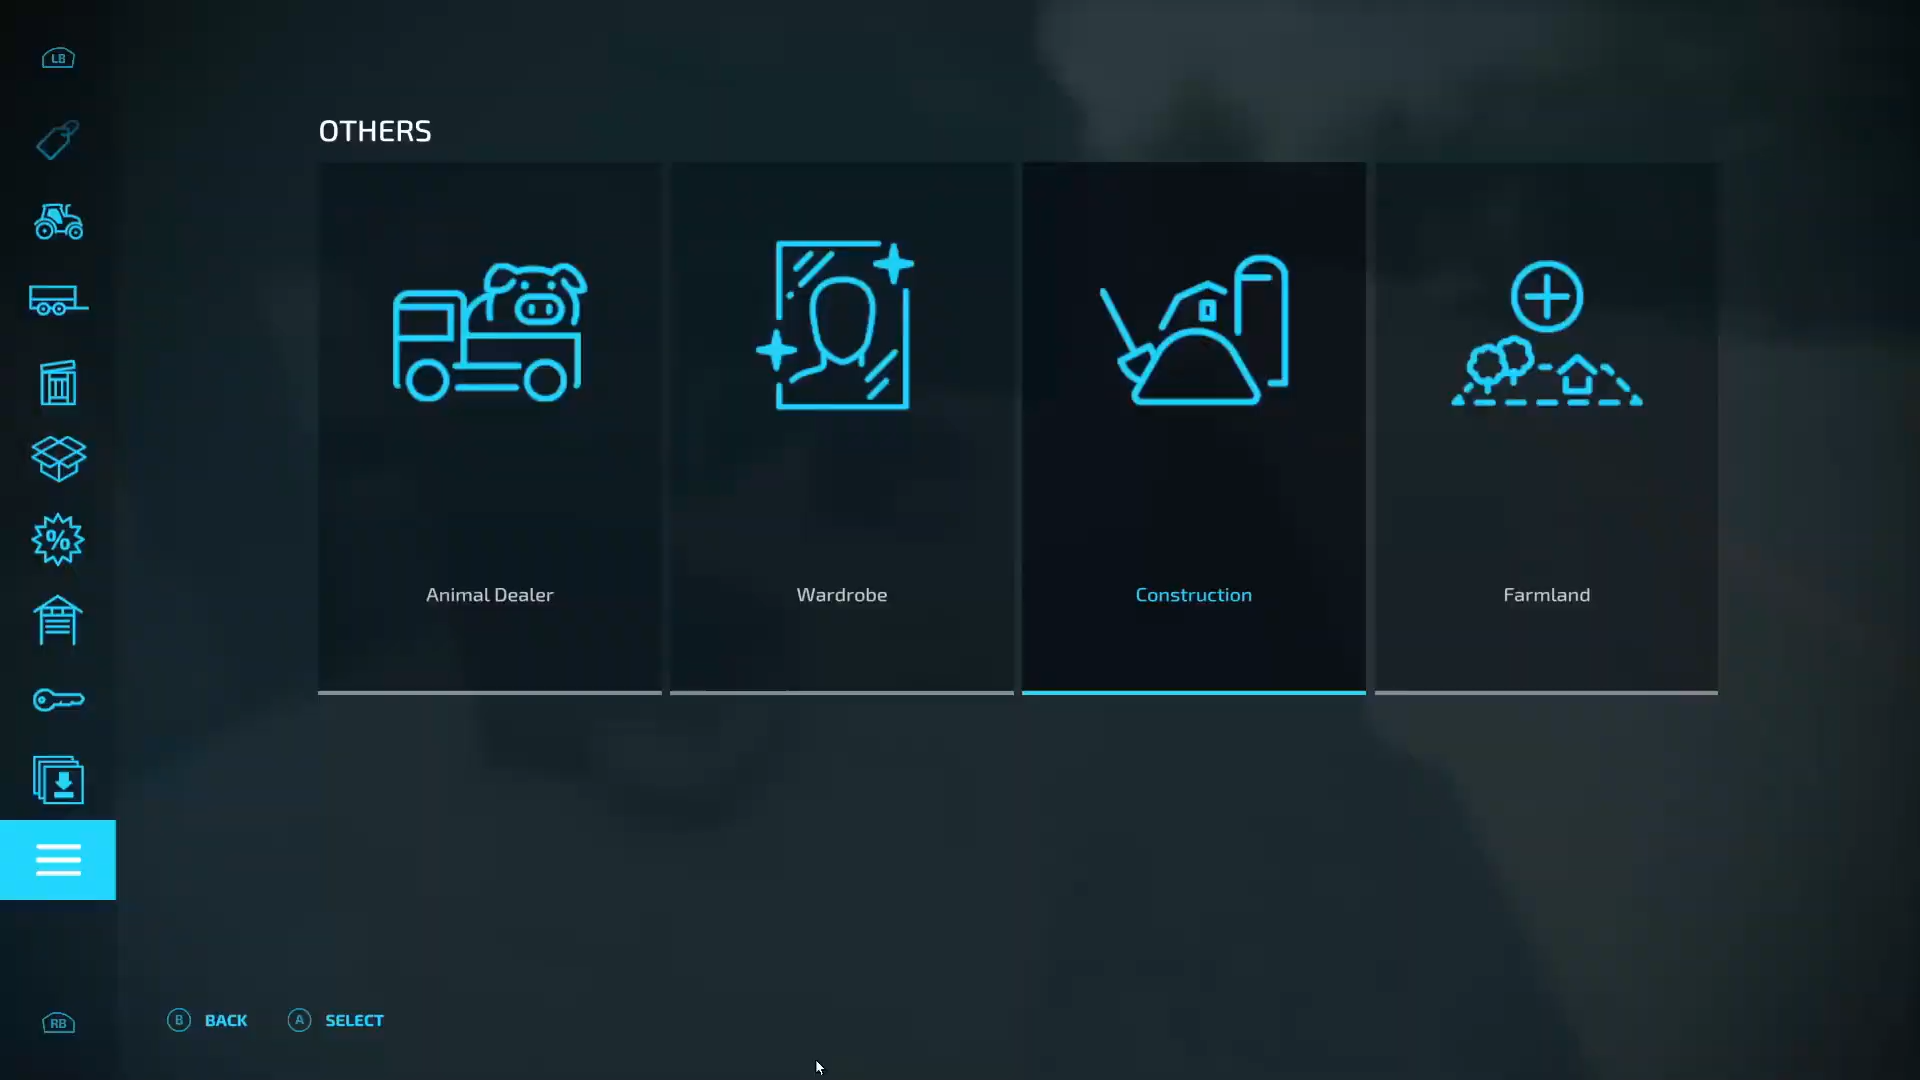 LB
OTHERS
%
Animal Dealer
Wardrobe
Construction
Farmland
RB
B BACK A SELECT